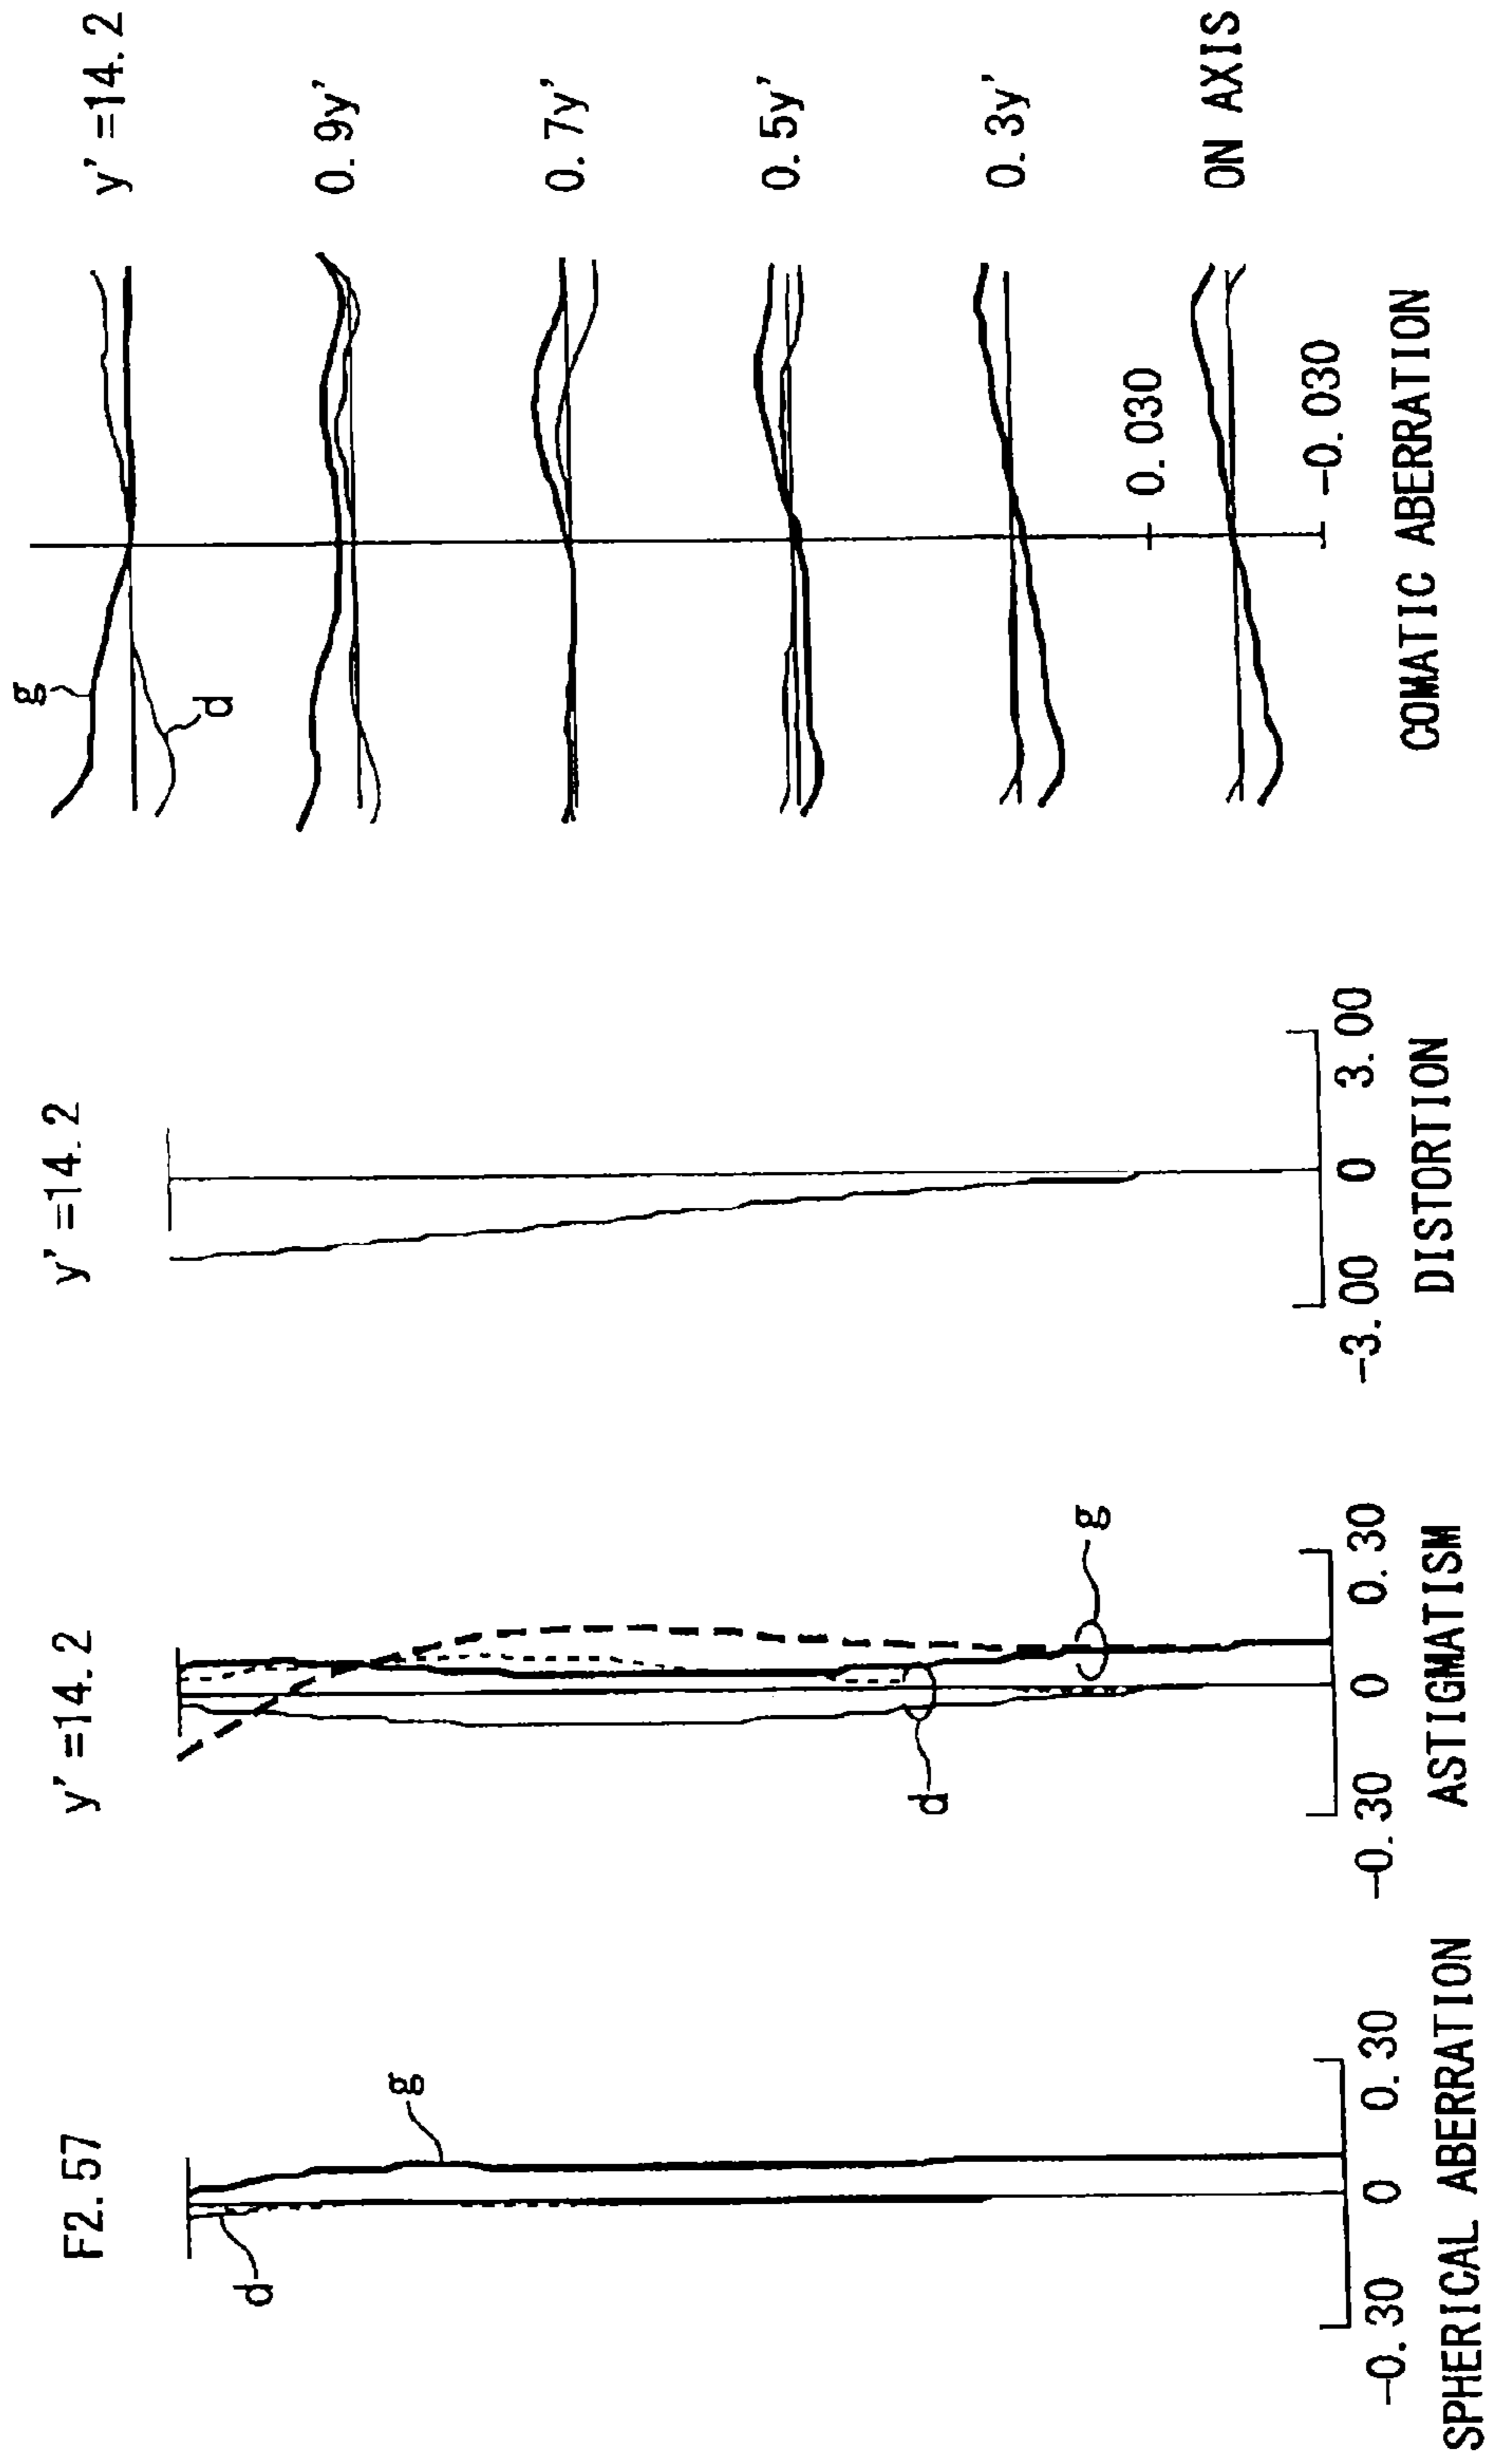 F2.57
g
d
-0.30 0 0.30
SPHERICAL ABERRATION
y'=14.2
g
d
-0.30 0 0.30
ASTIGMATISM
y'=14.2
-3.00 0 3.00
DISTORTION
y'=14.2
g
d
0.9y'
0.7y'
0.5y'
0.3y'
0.030
ON AXIS
-0.030
COMATIC ABERRATION